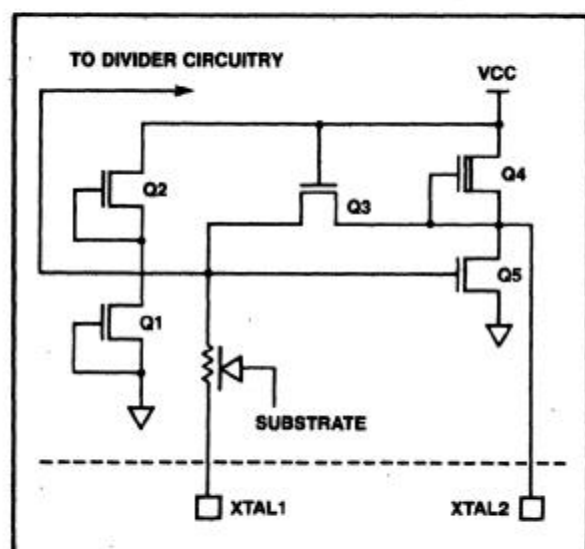 TO DIVIDER CIRCUITRY
VCC
Q2
Q4
Q3
Q5
Q1
SUBSTRATE
XTAL1
XTAL2